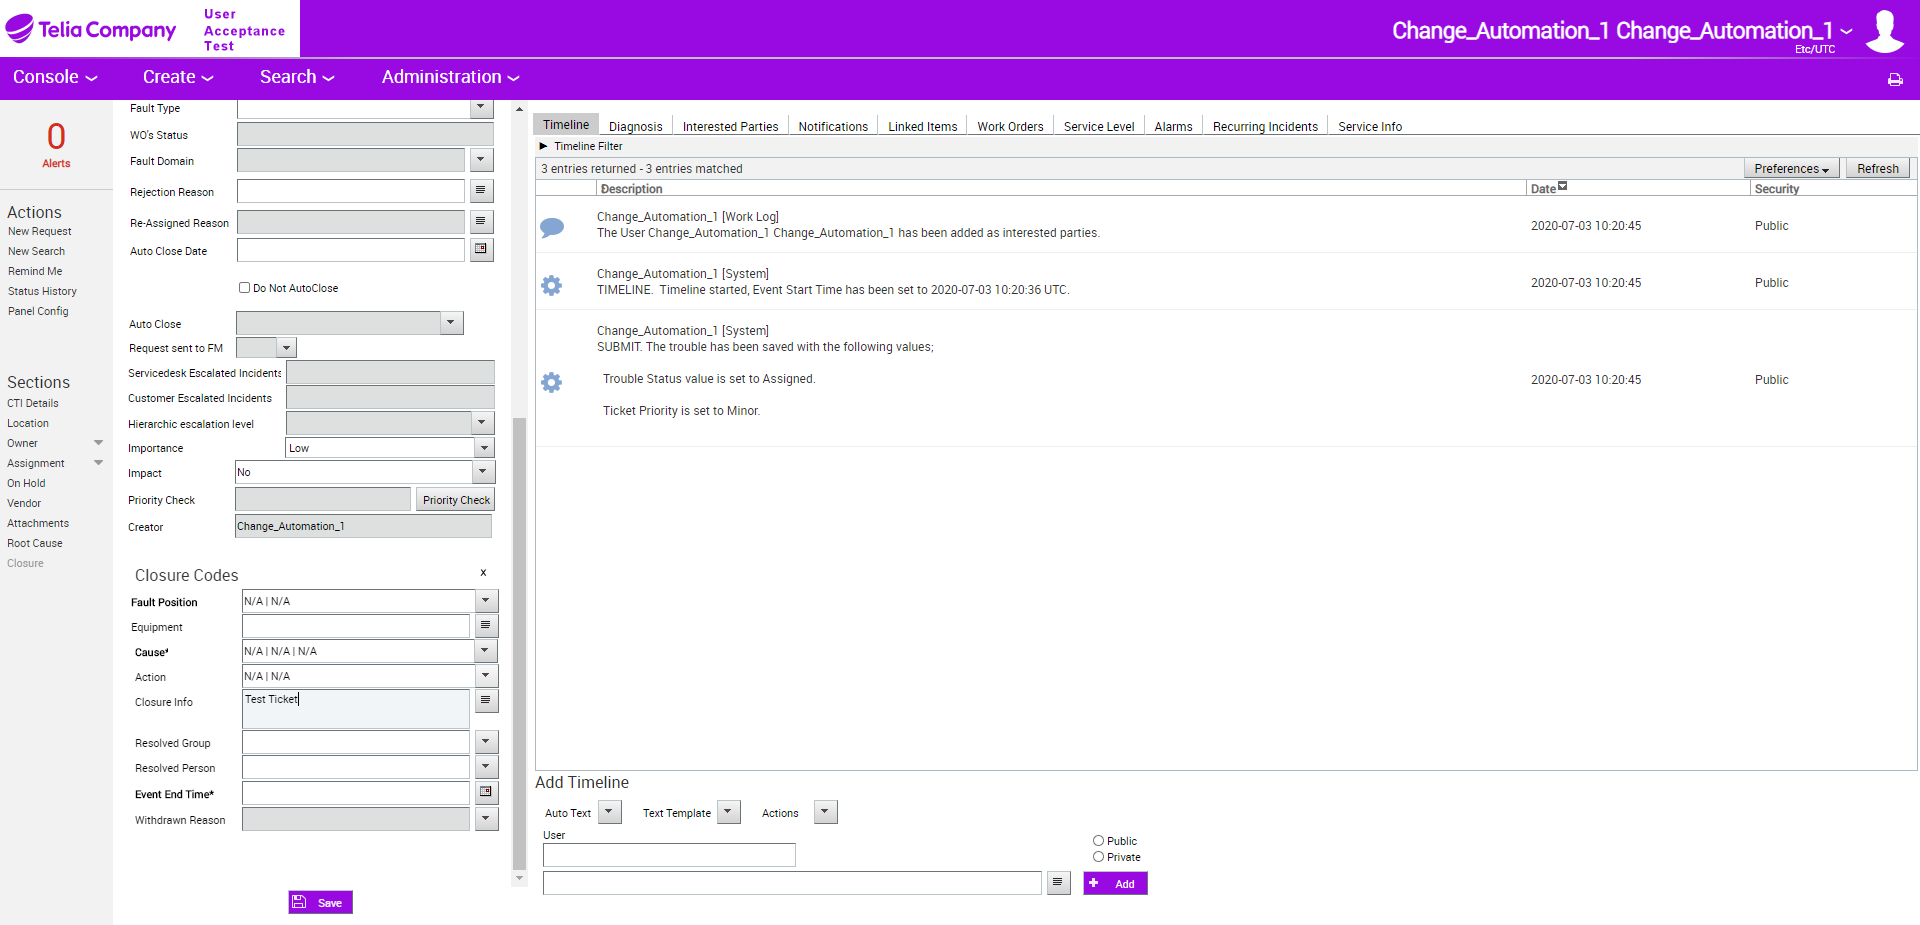 Telia Company
User
Acceptance
Test
Change_Automation_1 Change_Automation_1
Etc/UTC
Console
Create
Search
Administration
0
Alerts
Actions
New Request
New Search
Remind Me
Status History
Panel Config
Sections
CTI Details
Location
Owner
Assignment
On Hold
Vendor
Attachments
Root Cause
Closure
Fault Type
WO's Status
Fault Domain
Rejection Reason
Re-Assigned Reason
Auto Close Date
Do Not AutoClose
Auto Close
Request sent to FM
Servicedesk Escalated Incidents
Customer Escalated Incidents
Hierarchic escalation level
Importance Low
Impact No
Priority Check Priority Check
Creator Change_Automation_1
Closure Codes x
Fault Position N/A | N/A
Equipment
Cause* N/A | N/A | N/A
Action N/A | N/A
Closure Info Test Ticket
Resolved Group
Resolved Person
Event End Time*
Withdrawn Reason
Save
Timeline Diagnosis Interested Parties Notifications Linked Items Work Orders Service Level Alarms Recurring Incidents Service Info
Timeline Filter
3 entries returned - 3 entries matched Preferences Refresh
Description Date Security
Change_Automation_1 [Work Log]
The User Change_Automation_1 Change_Automation_1 has been added as interested parties. 2020-07-03 10:20:45 Public
Change_Automation_1 [System]
TIMELINE. Timeline started, Event Start Time has been set to 2020-07-03 10:20:36 UTC. 2020-07-03 10:20:45 Public
Change_Automation_1 [System]
SUBMIT. The trouble has been saved with the following values;
Trouble Status value is set to Assigned. 2020-07-03 10:20:45 Public
Ticket Priority is set to Minor.
Add Timeline
Auto Text Text Template Actions
User
Public
Private
Add